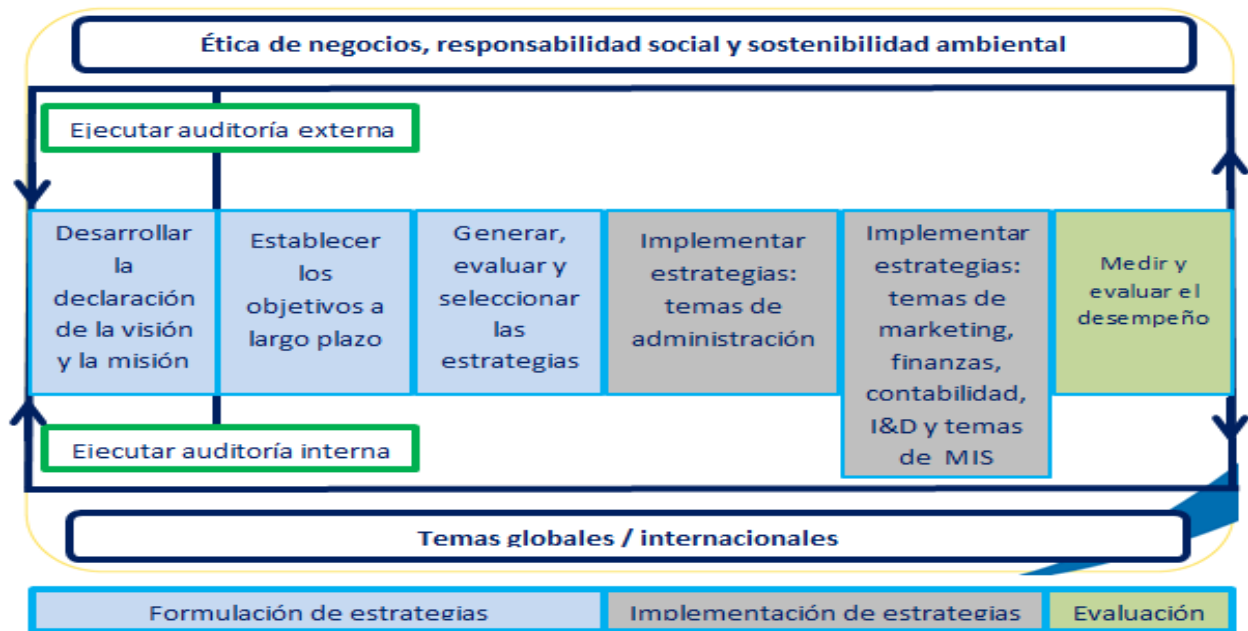 Ética de negocios, responsabilidad social y sostenibilidad ambiental
Ejecutar auditoría externa
Desarrollar
la
declaración
de la visión
y la misión
Establecer
los
objetivos a
largo plazo
Generar,
evaluar y
seleccionar
las
estrategias
Implementar
estrategias:
temas de
administración
Implementar
estrategias:
temas de
marketing,
finanzas,
contabilidad,
I&D y temas
de MIS
Medir y
evaluar el
desempeño
Ejecutar auditoría interna
Temas globales / internacionales
Formulación de estrategias
Implementación de estrategias
Evaluación